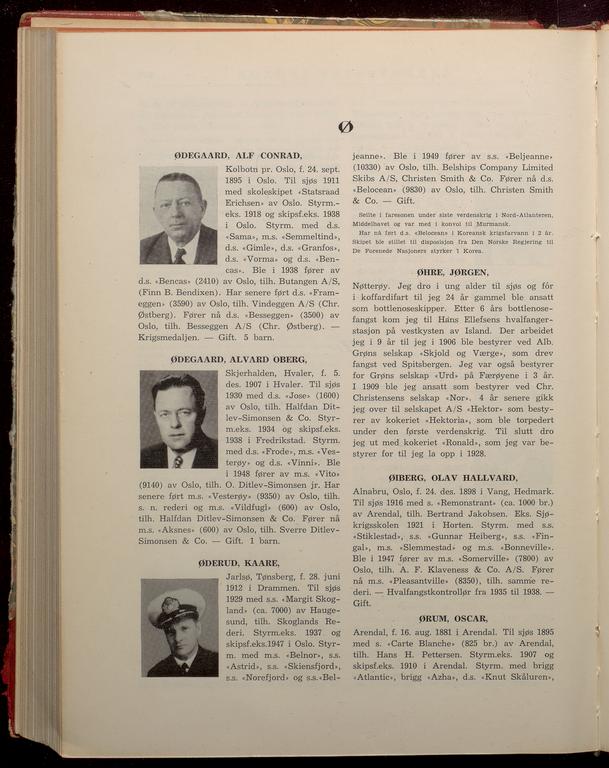 Ø
ØDEGAARD, ALF CONRAD,
Kolbotn pr. Oslo, f. 24. sept.
1895 i Oslo. Til sjøs 1911
med skoleskipet «Statsraad
Erichsen» av Oslo. Styrm.-
eks. 1918 og skipsf.eks. 1938
i Oslo. Styrm. med d.s.
«Sama», m.s. «Semmeltind»,
d.s. «Gimle», d.s. «Granfos»,
d.s. «Vorma» og d.s. «Ben-
cas». Ble i 1938 fører av
d.s. «Bencas» (2410) av Oslo, tilh. Butangen A/S,
(Finn B. Bendixen). Har senere ført d.s. «Fram-
eggen» (3590) av Oslo, tilh. Vindeggen A/S (Chr.
Østberg). Fører nå d.s. «Besseggen» (3500) av
Oslo, tilh. Besseggen A/S (Chr. Østberg). —
Krigsmedaljen. — Gift. 5 barn.
ØDEGAARD, ALVARD OBERG,
Skjerhalden, Hvaler, f. 5.
des. 1907 i Hvaler. Til sjøs
1930 med d.s. «Jose» (1600)
av Oslo, tilh. Halfdan Dit-
lev-Simonsen & Co. Styr-
m.eks. 1934 og skipsf.eks.
1938 i Fredrikstad. Styrm.
med d.s. «Frode», m.s. «Ves-
terøy» og d.s. «Vinni». Ble
i 1948 fører av m.s. «Vito»
(9140) av Oslo, tilh. O. Ditlev-Simonsen jr. Har
senere ført m.s. «Vesterøy» (9350) av Oslo, tilh.
s. n. rederi og m.s. «Vildfugl» (600) av Oslo,
tilh. Halfdan Ditlev-Simonsen & Co. Fører nå
m.s. «Aksnes» (600) av Oslo, tilh. Sverre Ditlev-
Simonsen & Co. — Gift. 1 barn.
ØDERUD, KAARE,
Jarlsø, Tønsberg, f. 28. juni
1912 i Drammen. Til sjøs
1929 med s.s. «Margit Skog-
land» (ca. 7000) av Hauge-
sund, tilh. Skoglands Re-
deri. Styrm.eks. 1937 og
skipsf.eks.1947 i Oslo. Styr-
m. med m.s. «Belnor», s.s.
«Astrid», s.s. «Skiensfjord»,
s.s. «Norefjord» og s.s.«Bel-
jeanne». Ble i 1949 fører av s.s. «Beljeanne»
(10330) av Oslo, tilh. Belships Company Limited
Skibs A/S, Christen Smith & Co. Fører nå d.s.
«Belocean» (9830) av Oslo, tilh. Christen Smith
& Co. — Gift.
Seilte i faresonen under siste verdenskrig i Nord-Atlanteren,
Middelhavet og var med i konvoi til Murmansk.
Har nå ført d.s. «Belocean» i Koreansk krigsfarvann i 2 år.
Skipet ble stillet til disposisjon fra Den Norske Regjering til
De Forenede Nasjoners styrker i Korea.
ØHRE, JØRGEN,
Nøtterøy. Jeg dro i ung alder til sjøs og fór
i koffardifart til jeg 24 år gammel ble ansatt
som bottlenoseskipper. Etter 6 års bottlenose-
fangst kom jeg til Hans Ellefsens hvalfanger-
stasjon på vestkysten av Island. Der arbeidet
jeg i 9 år til jeg i 1906 ble bestyrer ved Alb.
Grøns selskap «Skjold og Værge», som drev
fangst ved Spitsbergen. Jeg var også bestyrer
for Grøns selskap «Urd» på Færøyene i 3 år.
I 1909 ble jeg ansatt som bestyrer ved Chr.
Christensens selskap «Nor». 4 år senere gikk
jeg over til selskapet A/S «Hektor» som besty-
rer av kokeriet «Hektoria», som ble torpedert
under den første verdenskrig. Til slutt dro
jeg ut med kokeriet «Ronald», som jeg var be-
styrer for til jeg la opp i 1928.
ØIBERG, OLAV HALLVARD,
Alnabru, Oslo, f. 24. des. 1898 i Vang, Hedmark.
Til sjøs 1916 med s. «Remonstrant» (ca. 1000 br.)
av Arendal, tilh. Bertrand Jakobsen. Eks. Sjø-
krigsskolen 1921 i Horten. Styrm. med s.s.
«Stiklestad», s.s. «Gunnar Heiberg», s.s. «Fin-
gal», m.s. «Slemmestad» og m.s. «Bonneville».
Ble i 1947 fører av m.s. «Somerville» (7800) av
Oslo, tilh. A. F. Klaveness & Co. A/S. Fører
nå m.s. «Pleasantville» (8350), tilh. samme re-
deri. — Hvalfangstkontrollør fra 1935 til 1938. —
Gift.
ØRUM, OSCAR,
Arendal, f. 16. aug. 1881 i Arendal. Til sjøs 1895
med s. «Carte Blanche» (825 br.) av Arendal,
tilh. Hans H. Pettersen. Styrm.eks. 1907 og
skipsf.eks. 1910 i Arendal. Styrm. med brigg
«Atlantic», brigg «Azha», d.s. «Knut Skåluren»,